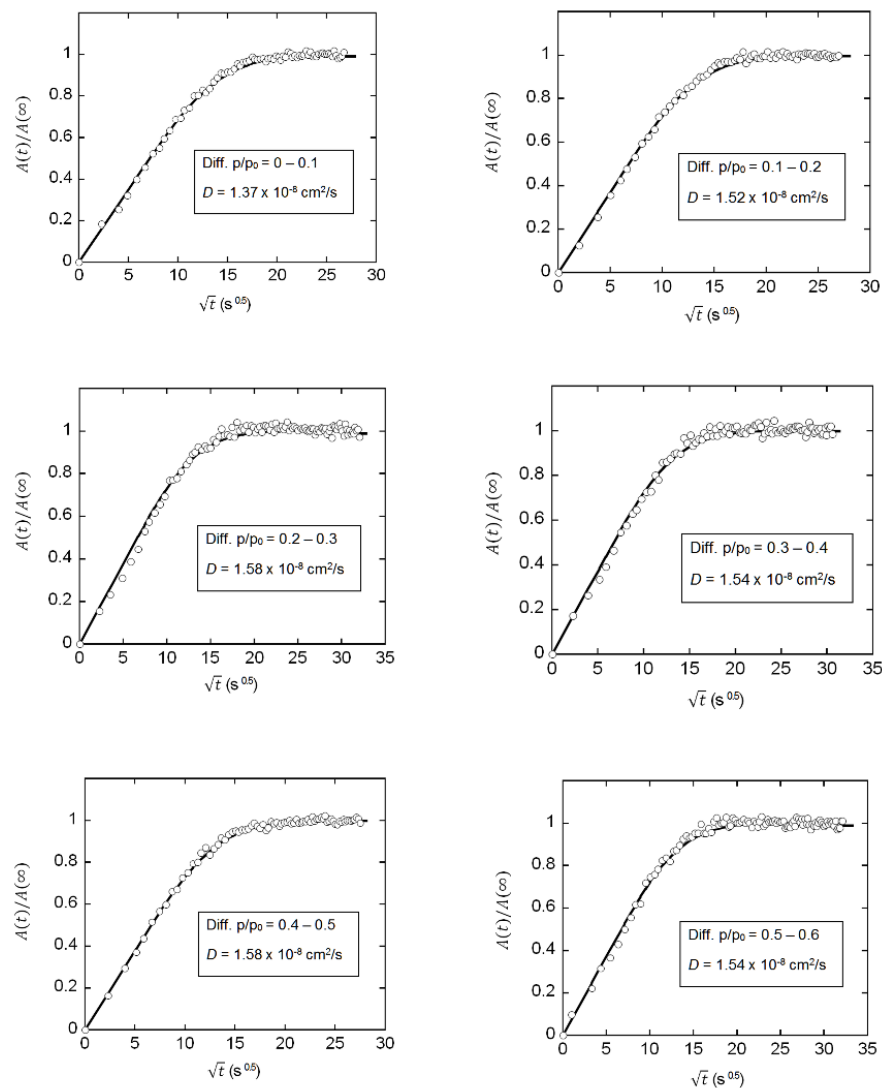 1
0.8
0.6
0.4
0.2
0
A(t)/A(∞)
Diff. p/p0 = 0 – 0.1
D = 1.37 x 10-8 cm2/s
0 5 10 15 20 25 30
√t (s0.5)
1
0.8
0.6
0.4
0.2
0
A(t)/A(∞)
Diff. p/p0 = 0.1 – 0.2
D = 1.52 x 10-8 cm2/s
0 5 10 15 20 25 30
√t (s0.5)
1
0.8
0.6
0.4
0.2
0
A(t)/A(∞)
Diff. p/p0 = 0.2 – 0.3
D = 1.58 x 10-8 cm2/s
0 5 10 15 20 25 30 35
√t (s0.5)
1
0.8
0.6
0.4
0.2
0
A(t)/A(∞)
Diff. p/p0 = 0.3 – 0.4
D = 1.54 x 10-8 cm2/s
0 5 10 15 20 25 30 35
√t (s0.5)
1
0.8
0.6
0.4
0.2
0
A(t)/A(∞)
Diff. p/p0 = 0.4 – 0.5
D = 1.58 x 10-8 cm2/s
0 5 10 15 20 25 30
√t (s0.5)
1
0.8
0.6
0.4
0.2
0
A(t)/A(∞)
Diff. p/p0 = 0.5 – 0.6
D = 1.54 x 10-8 cm2/s
0 5 10 15 20 25 30 35
√t (s0.5)